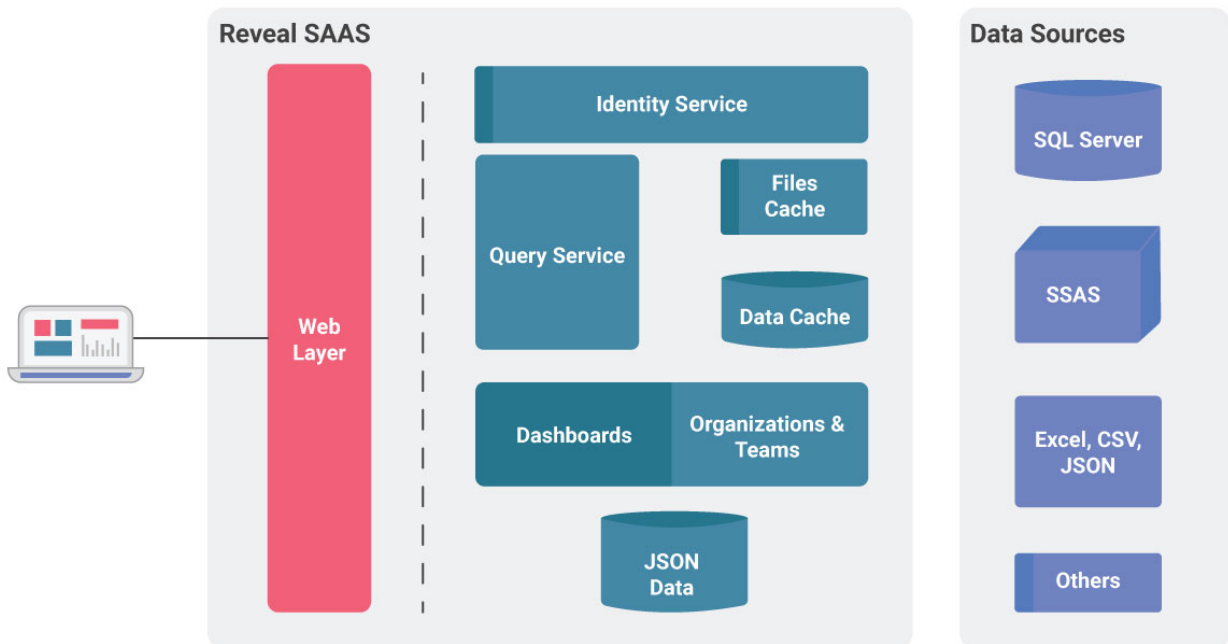 Reveal SAAS
Data Sources
Web
Layer
Identity Service
Query Service
Files
Cache
Data Cache
Dashboards
Organizations &
Teams
JSON
Data
SQL Server
SSAS
Excel, CSV,
JSON
Others